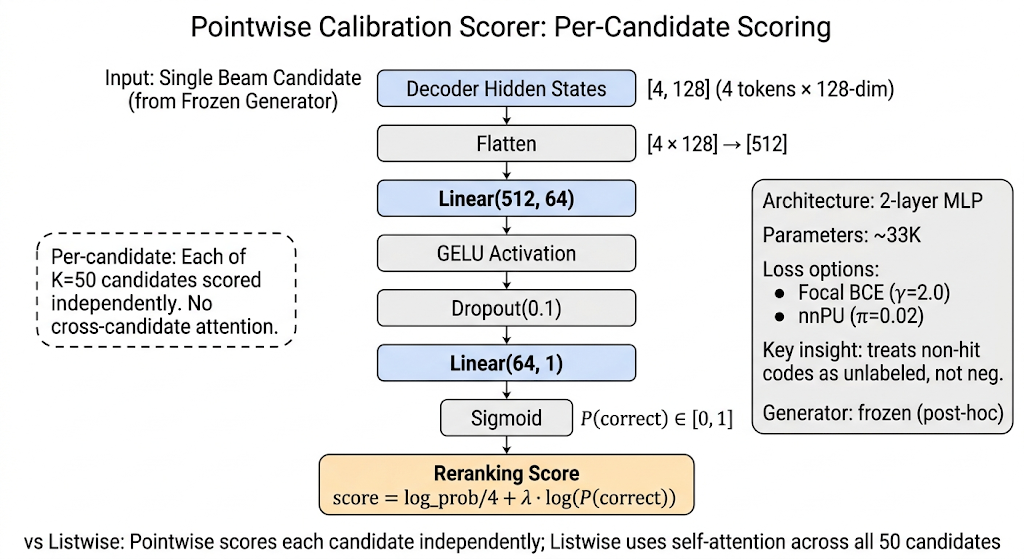 Pointwise Calibration Scorer: Per-Candidate Scoring
Input: Single Beam Candidate
(from Frozen Generator)
Decoder Hidden States
[4, 128] (4 tokens × 128-dim)
Flatten
[4 × 128] → [512]
Linear(512, 64)
GELU Activation
Dropout(0.1)
Linear(64, 1)
Sigmoid
P(correct) ∈ [0, 1]
Reranking Score
score = log_prob/4 + λ · log(P(correct))
Per-candidate: Each of
K=50 candidates scored
independently. No
cross-candidate attention.
Architecture: 2-layer MLP
Parameters: ~33K
Loss options:
● Focal BCE (γ=2.0)
● nnPU (π=0.02)
Key insight: treats non-hit
codes as unlabeled, not neg.
Generator: frozen (post-hoc)
vs Listwise: Pointwise scores each candidate independently; Listwise uses self-attention across all 50 candidates